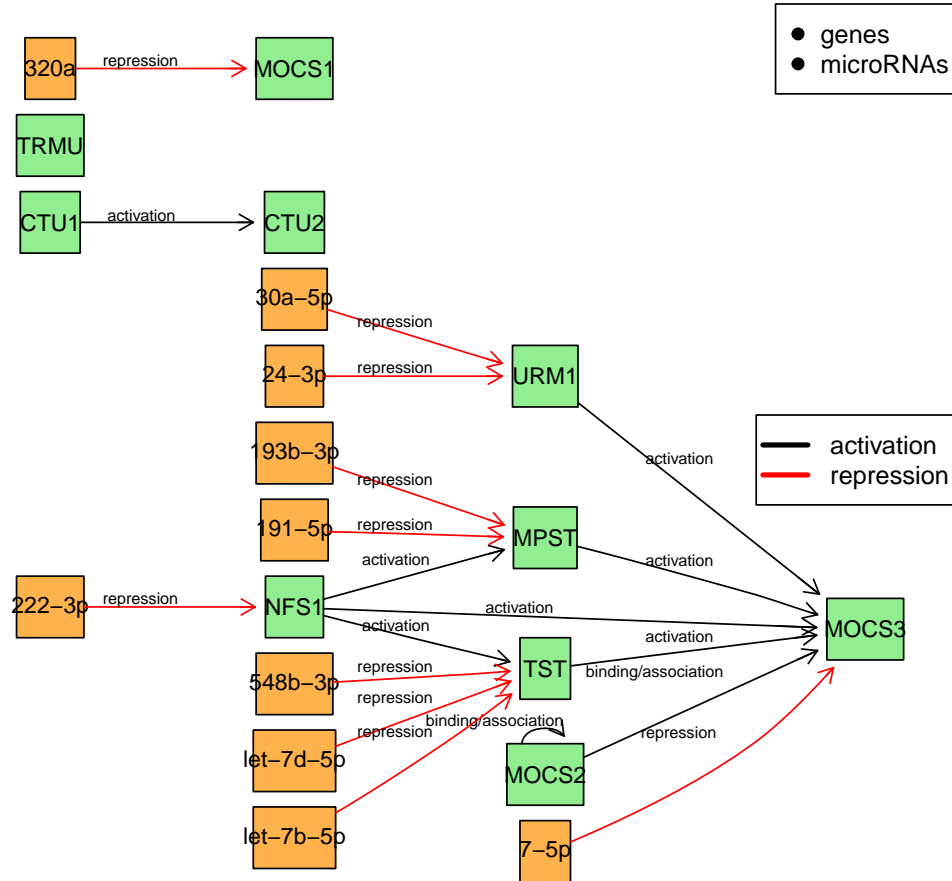 genes
microRNAs
320a
repression
MOCS1
TRMU
CTU1
activation
CTU2
30a−5p
repression
24−3p
repression
URM1
193b−3p
repression
activation
activation
repression
191−5p
repression
MPST
activation
activation
222−3p
repression
NFS1
activation
MOCS3
activation
activation
548b−3p
repression
TST
binding/association
repression
let−7d−5p
repression
binding/association
MOCS2
repression
let−7b−5p
7−5p